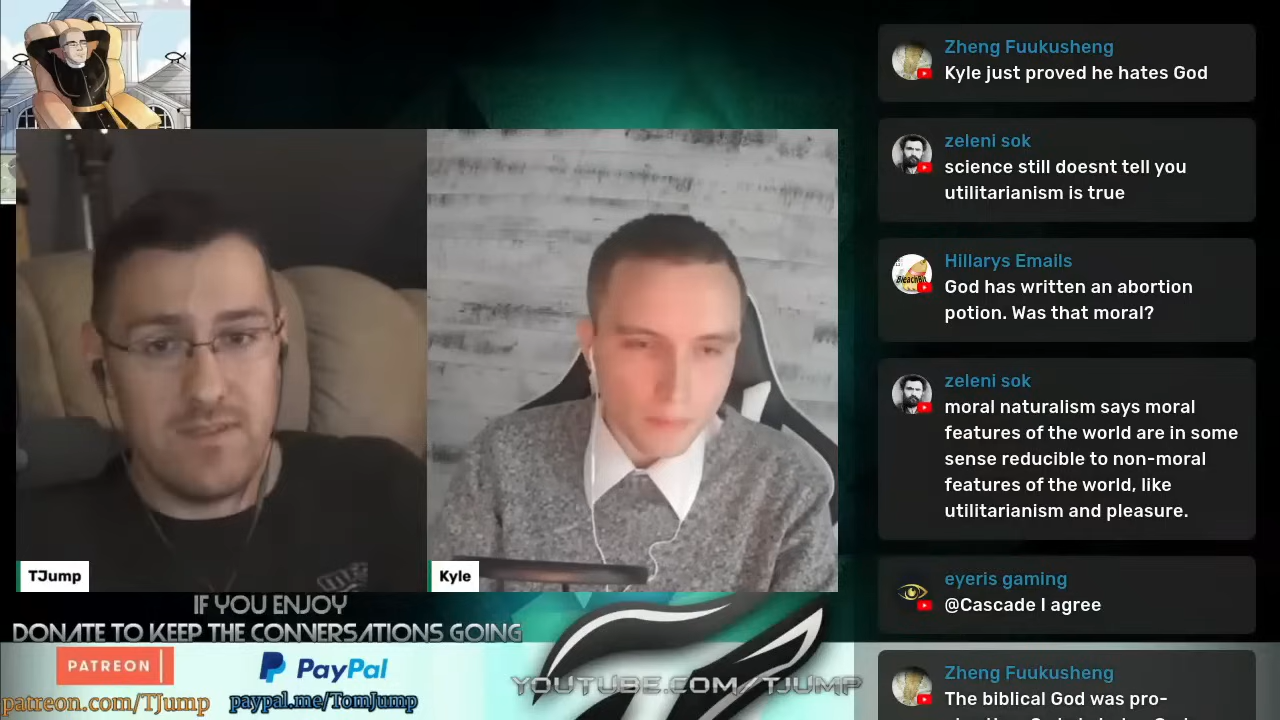 Zheng Fuukusheng
Kyle just proved he hates God
zeleni sok
science still doesnt tell you
utilitarianism is true
Hillarys Emails
God has written an abortion
potion. Was that moral?
zeleni sok
moral naturalism says moral
features of the world are in some
sense reducible to non-moral
features of the world, like
utilitarianism and pleasure.
eyeris gaming
@Cascade I agree
Zheng Fuukusheng
The biblical God was pro-
TJump
Kyle
IF YOU ENJOY
DONATE TO KEEP THE CONVERSATIONS GOING
PATREON
PayPal
patreon.com/TJump
paypal.me/TomJump
YOUTUBE.COM/TJUMP